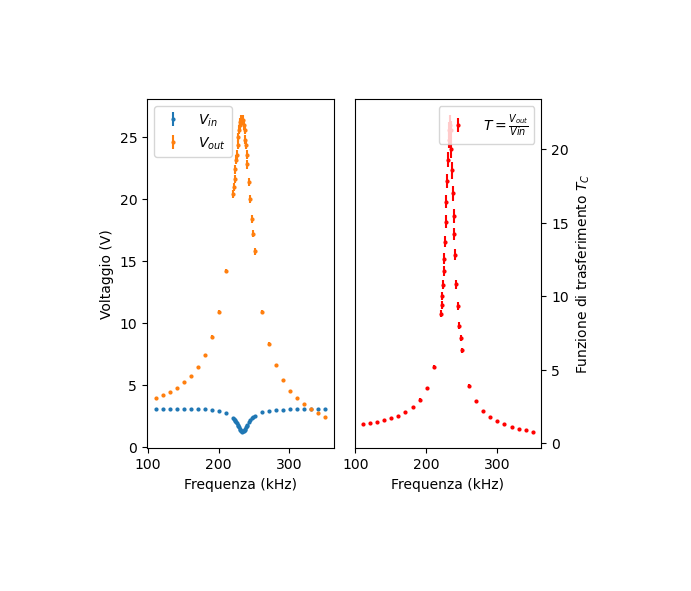 V_in
V_out
25
20
15
10
5
0
Voltaggio (V)
100
200
300
Frequenza (kHz)
T = V_out/Vin
20
15
10
5
0
Funzione di trasferimento T_C
100
200
300
Frequenza (kHz)